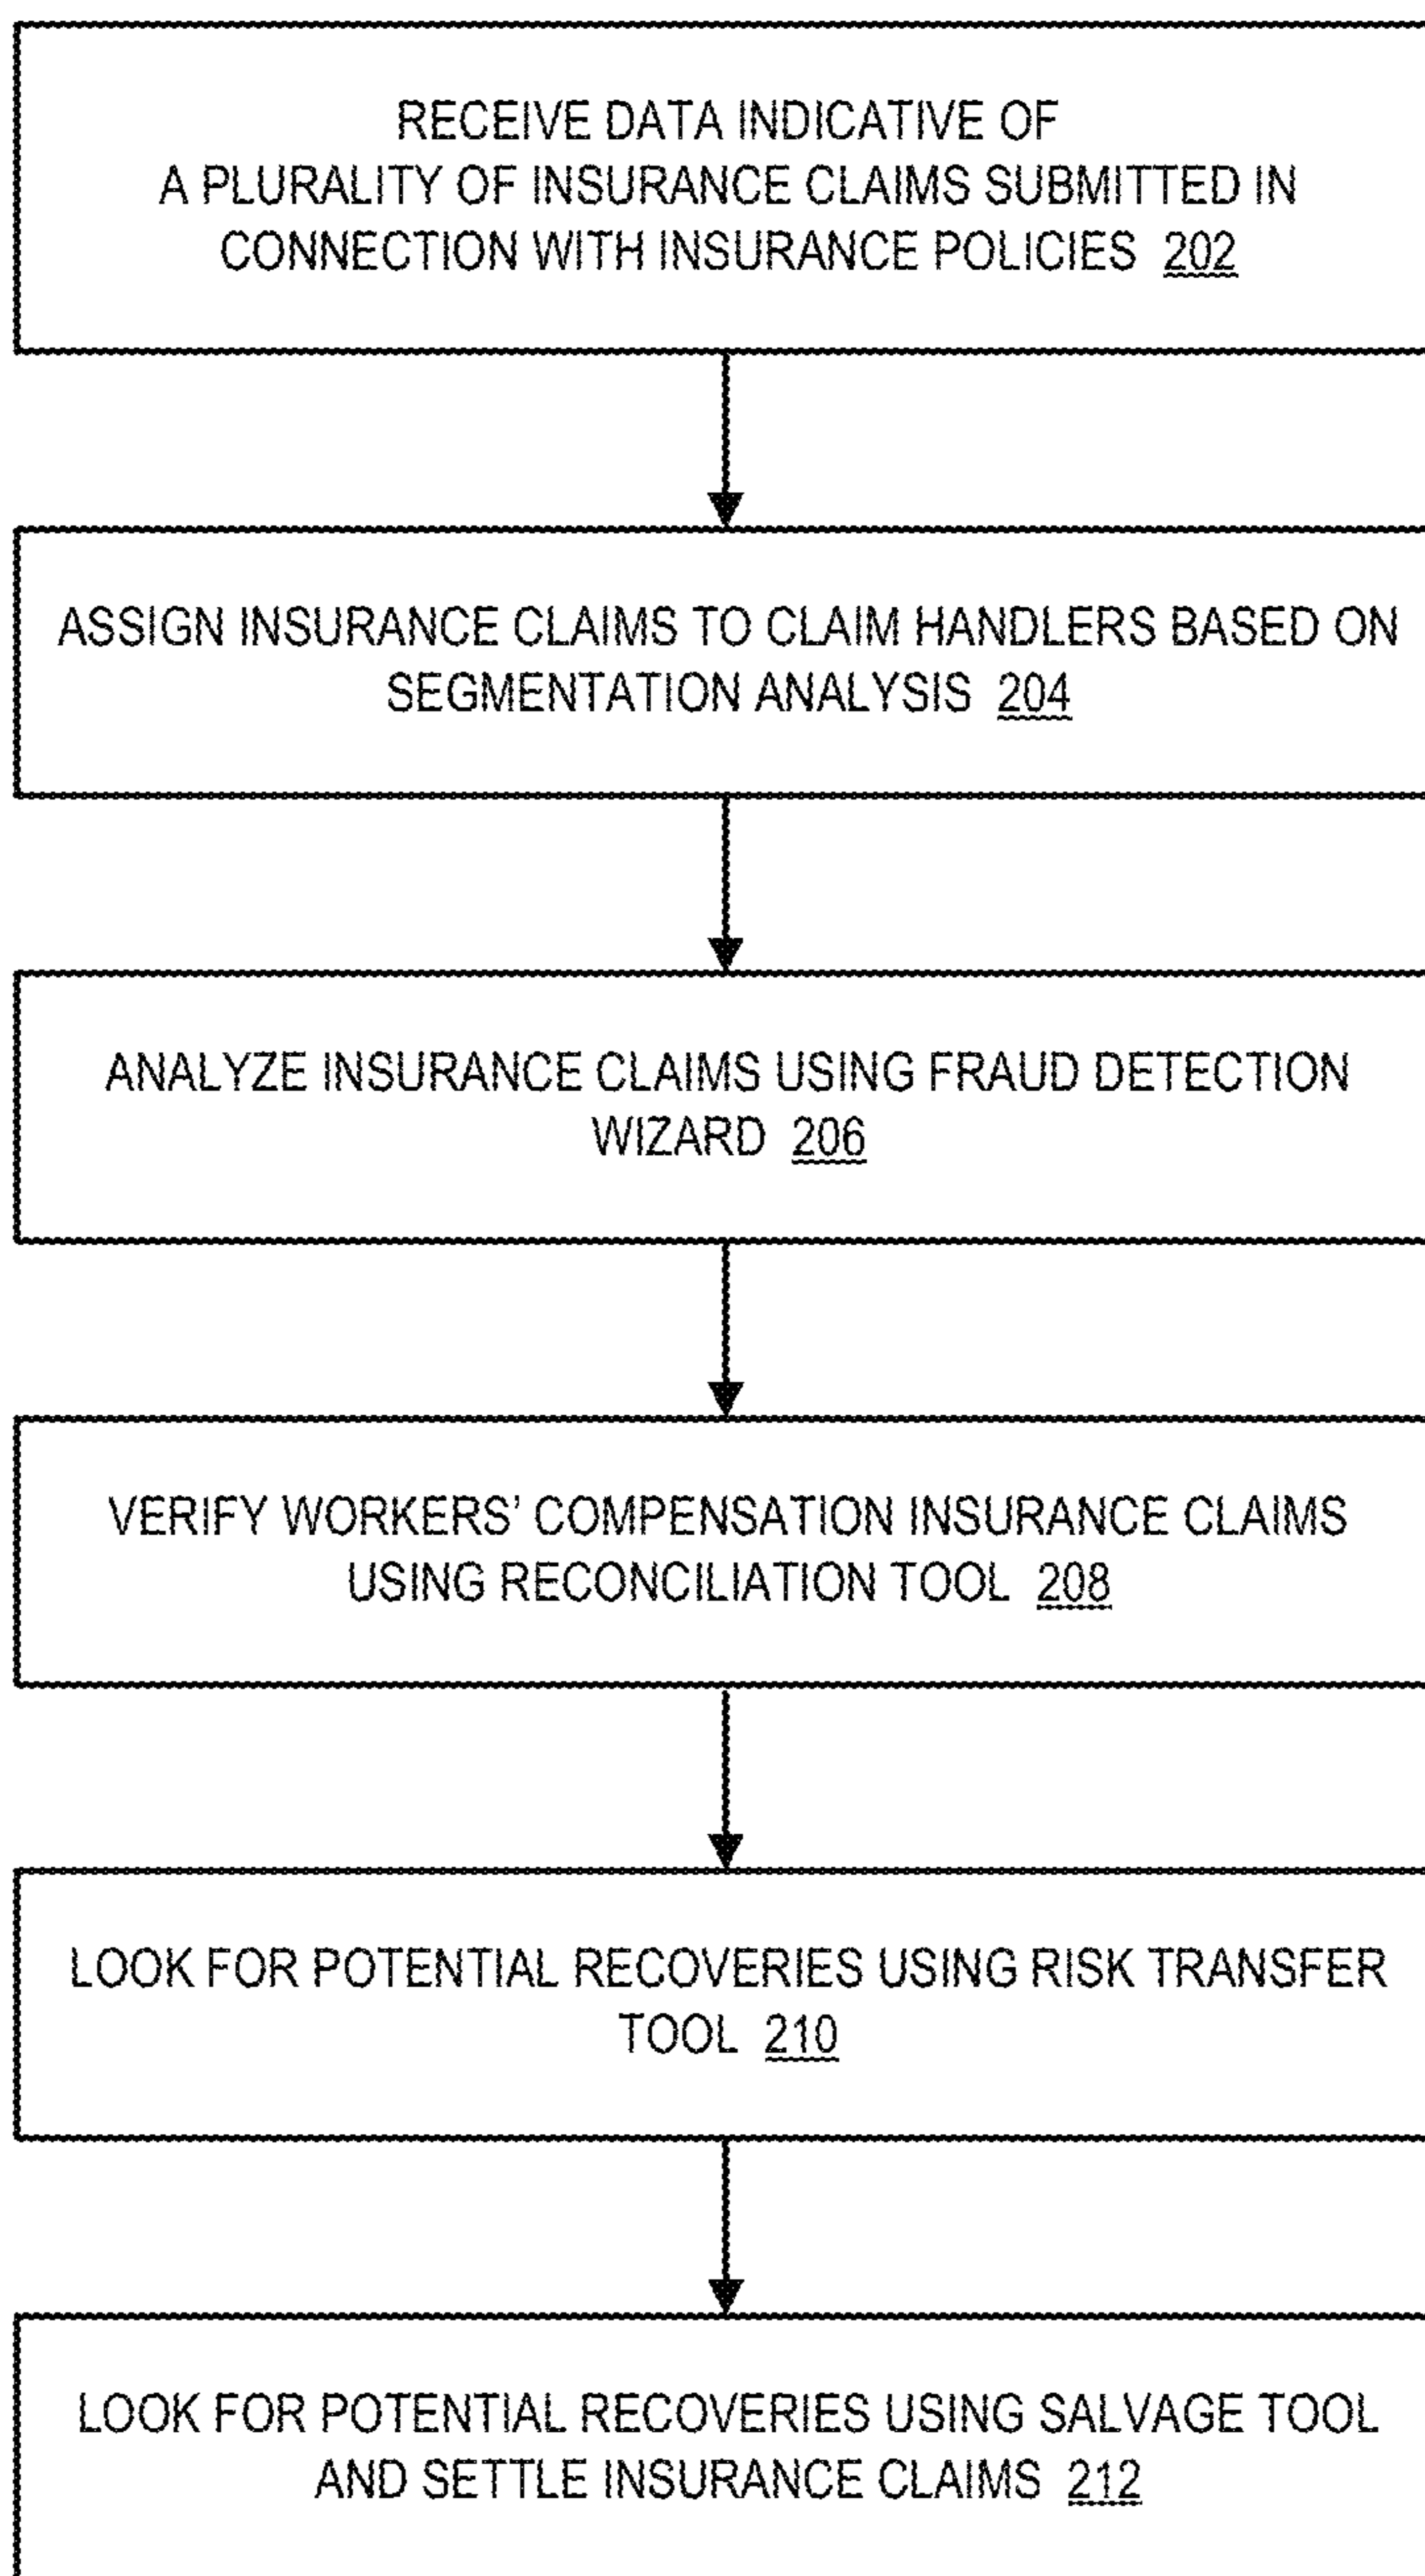 RECEIVE DATA INDICATIVE OF
A PLURALITY OF INSURANCE CLAIMS SUBMITTED IN
CONNECTION WITH INSURANCE POLICIES 202
ASSIGN INSURANCE CLAIMS TO CLAIM HANDLERS BASED ON
SEGMENTATION ANALYSIS 204
ANALYZE INSURANCE CLAIMS USING FRAUD DETECTION
WIZARD 206
VERIFY WORKERS’ COMPENSATION INSURANCE CLAIMS
USING RECONCILIATION TOOL 208
LOOK FOR POTENTIAL RECOVERIES USING RISK TRANSFER
TOOL 210
LOOK FOR POTENTIAL RECOVERIES USING SALVAGE TOOL
AND SETTLE INSURANCE CLAIMS 212